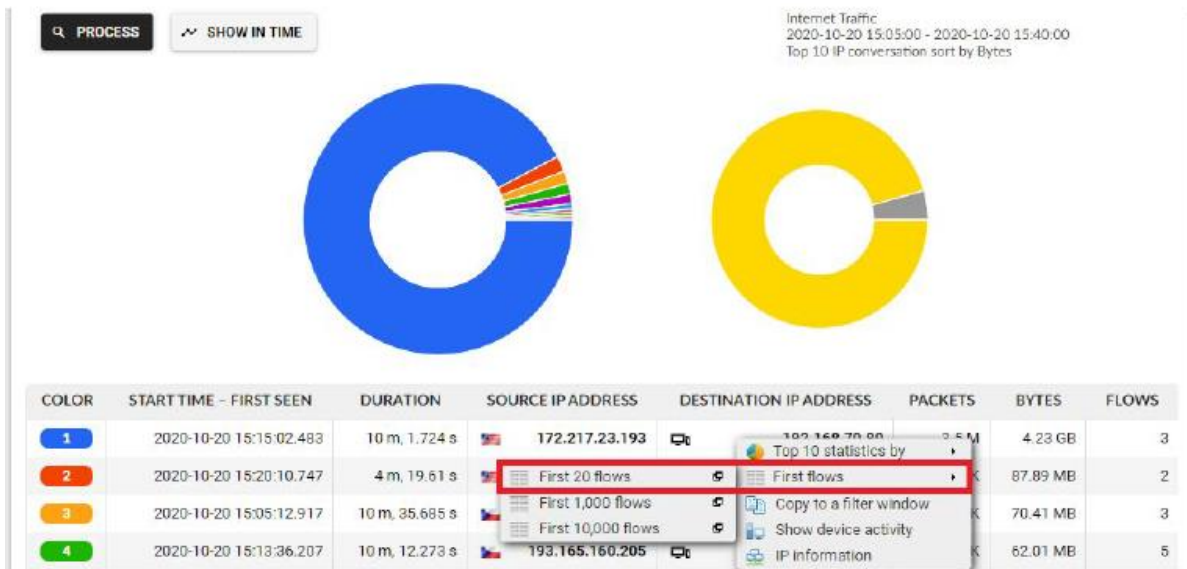 PROCESS
SHOW IN TIME
Internet Traffic
2020-10-20 15:05:00 - 2020-10-20 15:40:00
Top 10 IP conversation sort by Bytes
COLOR START TIME – FIRST SEEN DURATION SOURCE IP ADDRESS DESTINATION IP ADDRESS PACKETS BYTES FLOWS
1 2020-10-20 15:15:02.483 10 m, 1.724 s 172.217.23.193 4.23 GB 3
Top 10 statistics by
2 2020-10-20 15:20:10.747 4 m, 19.61 s First 20 flows First flows K 87.89 MB 2
First 1,000 flows Copy to a filter window
3 2020-10-20 15:05:12.917 10 m, 35.685 s K 70.41 MB 3
First 10,000 flows Show device activity
4 2020-10-20 15:13:36.207 10 m, 12.273 s 193.165.160.205 IP information K 62.01 MB 5